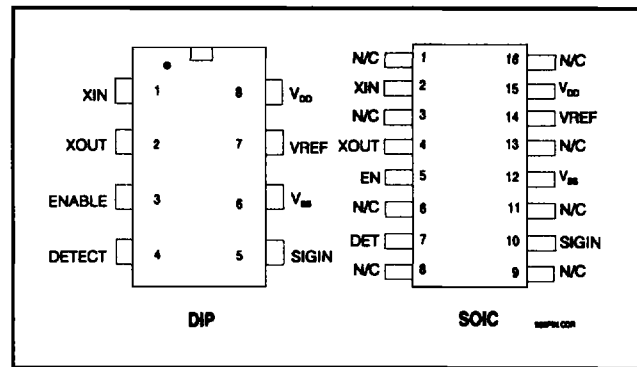 XIN 1 8 VDD
XOUT 2 7 VREF
ENABLE 3 6 VSS
DETECT 4 5 SIGIN
DIP
N/C 1 16 N/C
XIN 2 15 VDD
N/C 3 14 VREF
XOUT 4 13 N/C
EN 5 12 VSS
N/C 6 11 N/C
DET 7 10 SIGIN
N/C 8 9 N/C
SOIC